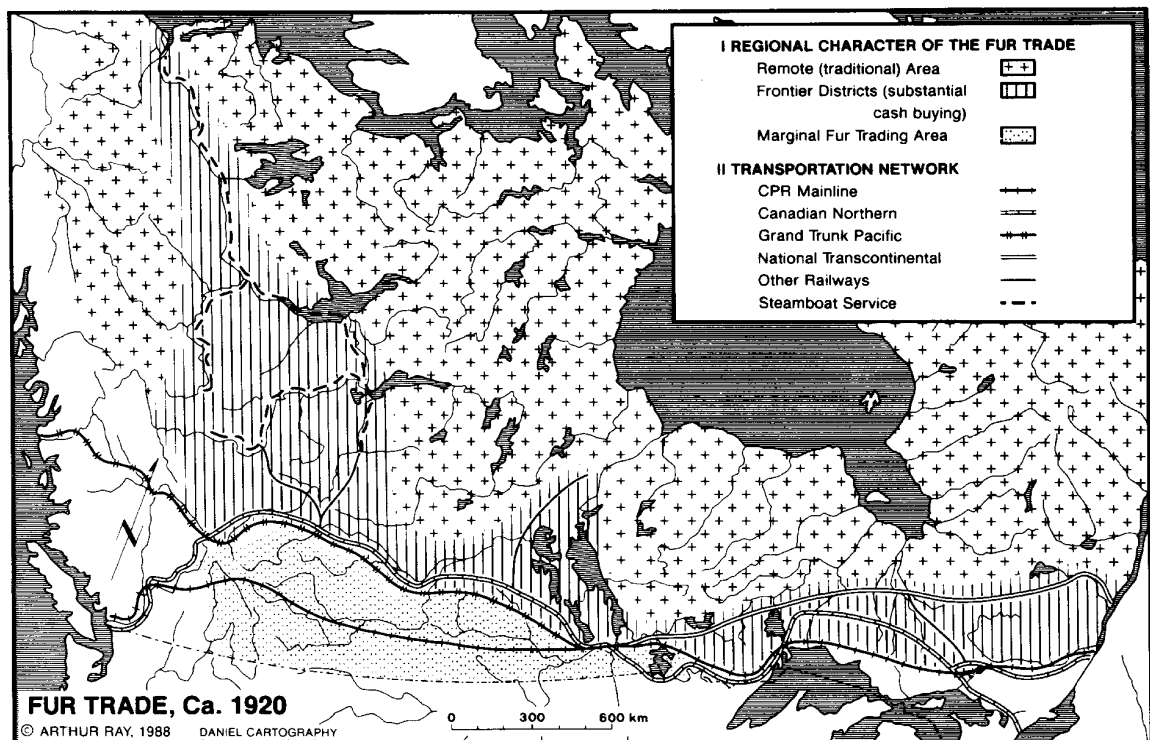 I REGIONAL CHARACTER OF THE FUR TRADE
Remote (traditional) Area
Frontier Districts (substantial
cash buying)
Marginal Fur Trading Area
II TRANSPORTATION NETWORK
CPR Mainline
Canadian Northern
Grand Trunk Pacific
National Transcontinental
Other Railways
Steamboat Service
N
FUR TRADE, Ca. 1920
© ARTHUR RAY, 1988 DANIEL CARTOGRAPHY
0 300 600 km